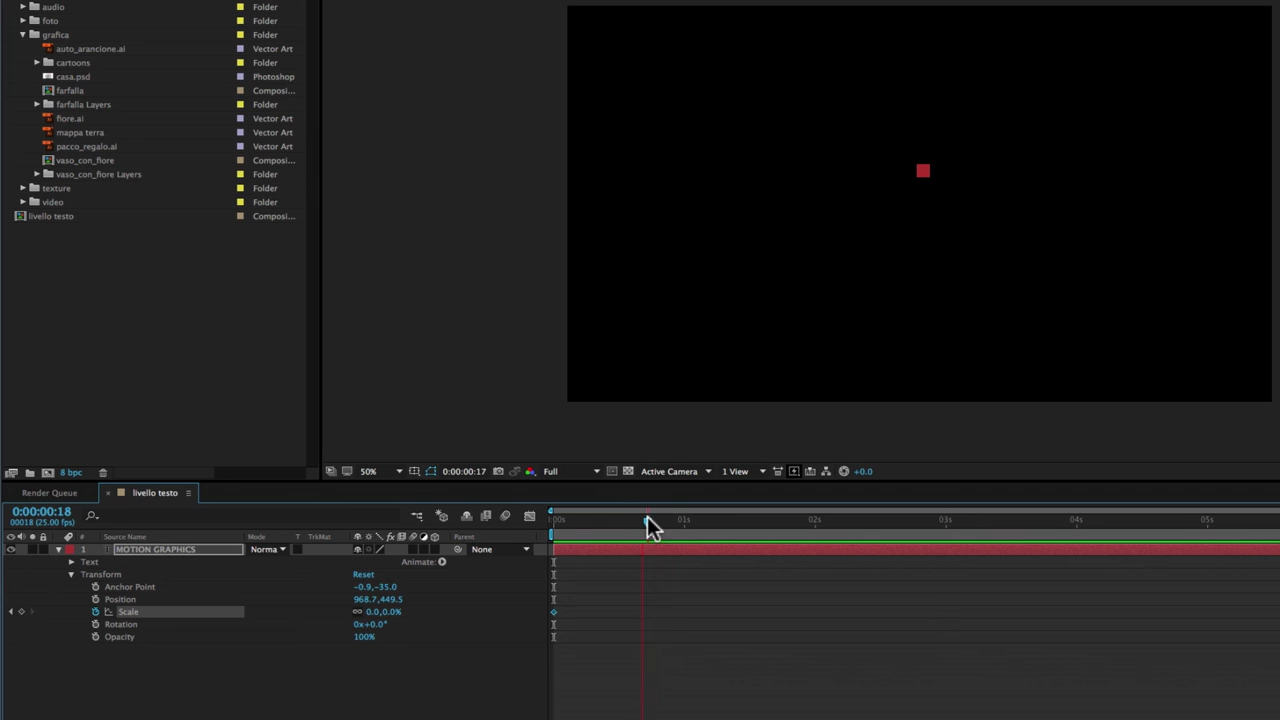 audio Folder
foto Folder
grafica Folder
auto_arancione.ai Vector Art
cartoons Folder
casa.psd Photoshop
farfalla Composi...
farfalla Layers Folder
fiore.ai Vector Art
mappa terra Vector Art
pacco_regalo.ai Vector Art
vaso_con_fiore Composi...
vaso_con_fiore Layers Folder
texture Folder
video Folder
livello testo Composi...
8 bpc
50% 0:00:00:17 Full Active Camera 1 View +0.0
Render Queue × livello testo
0:00:00:18
00018 (25.00 fps)
:00s 01s 02s 03s 04s 05s
# Source Name Mode T TrkMat Parent
1 T MOTION GRAPHICS Norma None
Text Animate:
Transform Reset
Anchor Point -0.9,-35.0
Position 968.7,449.5
Scale 0.0,0.0%
Rotation 0x+0.0°
Opacity 100%